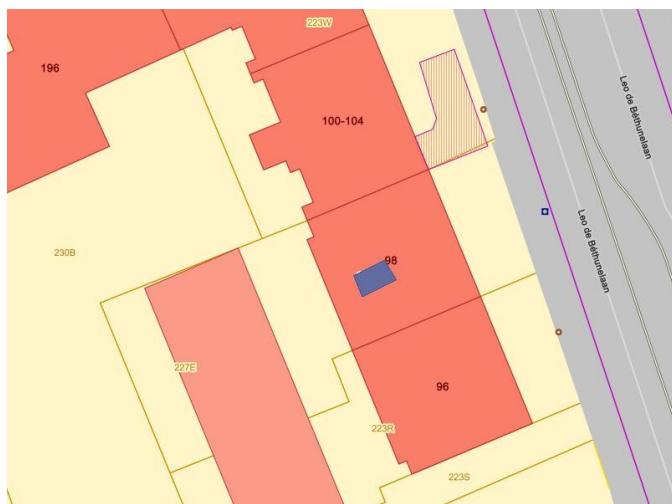 223W
196
100-104
Leo de Béthunelaan
Leo de Béthunelaan
230B
98
227E
96
223R
223S